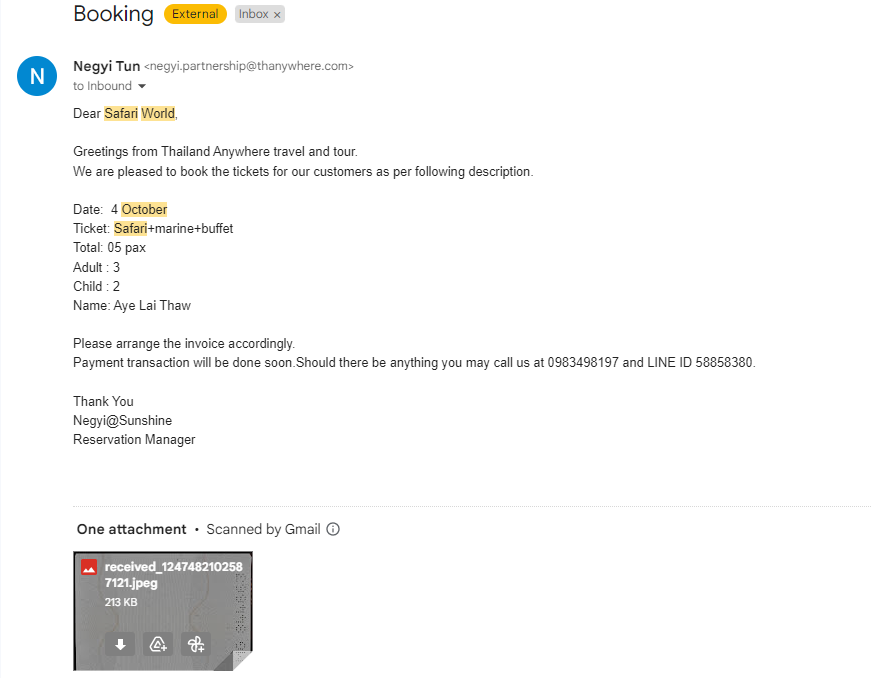 Booking External Inbox ×
N
Negyi Tun <negyi.partnership@thanywhere.com>
to Inbound
Dear Safari World,
Greetings from Thailand Anywhere travel and tour.
We are pleased to book the tickets for our customers as per following description.
Date:  4 October
Ticket: Safari+marine+buffet
Total: 05 pax
Adult : 3
Child : 2
Name: Aye Lai Thaw
Please arrange the invoice accordingly.
Payment transaction will be done soon.Should there be anything you may call us at 0983498197 and LINE ID 58858380.
Thank You
Negyi@Sunshine
Reservation Manager
One attachment • Scanned by Gmail
received_124748210258
7121.jpeg
213 KB